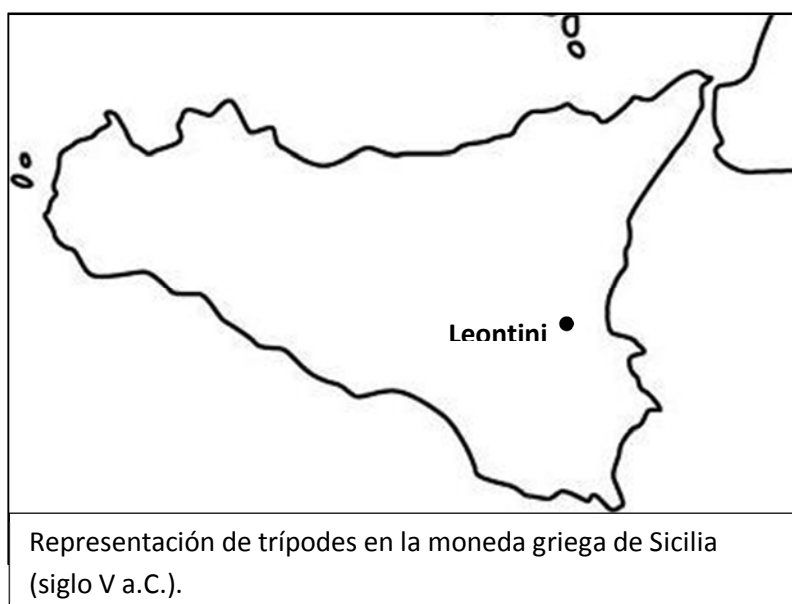 Leontini
Representación de trípodes en la moneda griega de Sicilia
(siglo V a.C.).